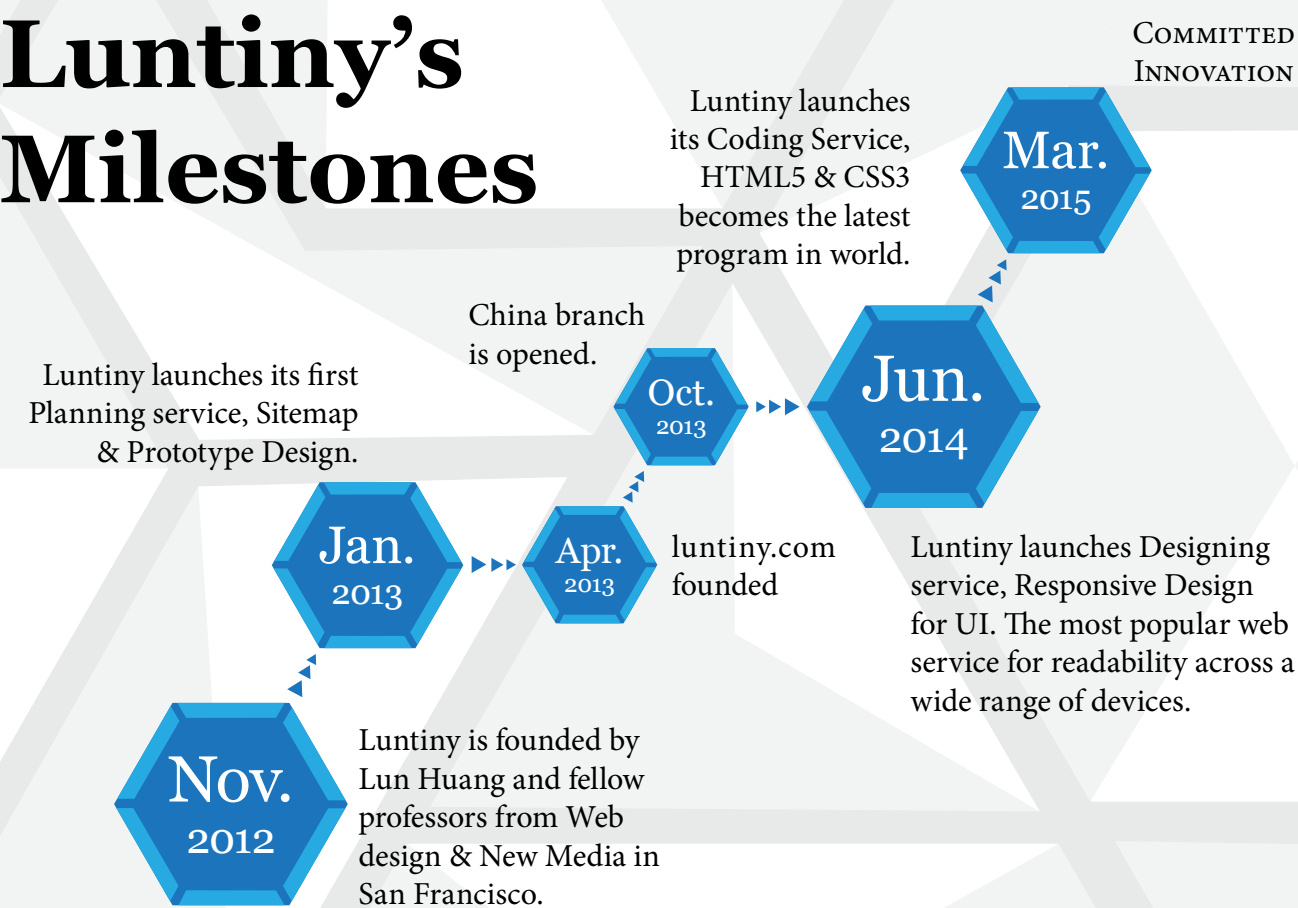 Luntiny’s
Milestones
COMMITTED
INNOVATION
Luntiny launches
its Coding Service,
HTML5 & CSS3
becomes the latest
program in world.
Mar.
2015
China branch
is opened.
Oct.
2013
Jun.
2014
Luntiny launches its first
Planning service, Sitemap
& Prototype Design.
Jan.
2013
Apr.
2013
luntiny.com
founded
Luntiny launches Designing
service, Responsive Design
for UI. The most popular web
service for readability across a
wide range of devices.
Nov.
2012
Luntiny is founded by
Lun Huang and fellow
professors from Web
design & New Media in
San Francisco.